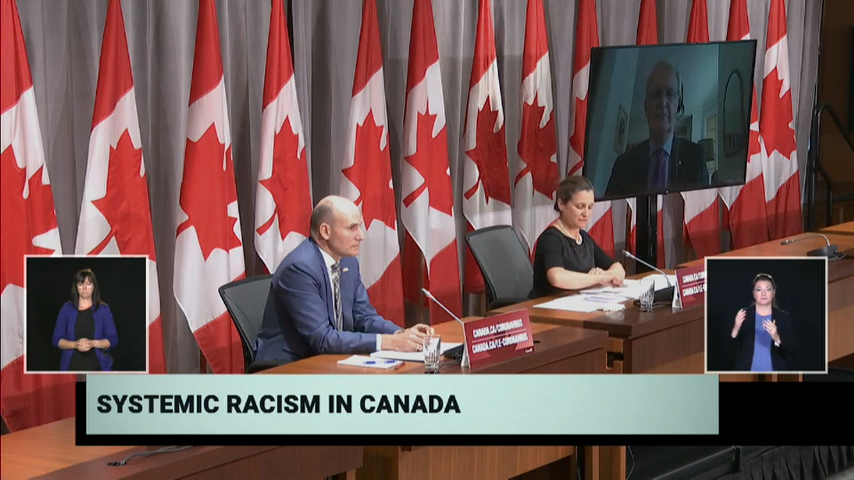 CANADA.CA/CORONAVIRUS
CANADA.CA/LE-CORONAVIRUS
SYSTEMIC RACISM IN CANADA